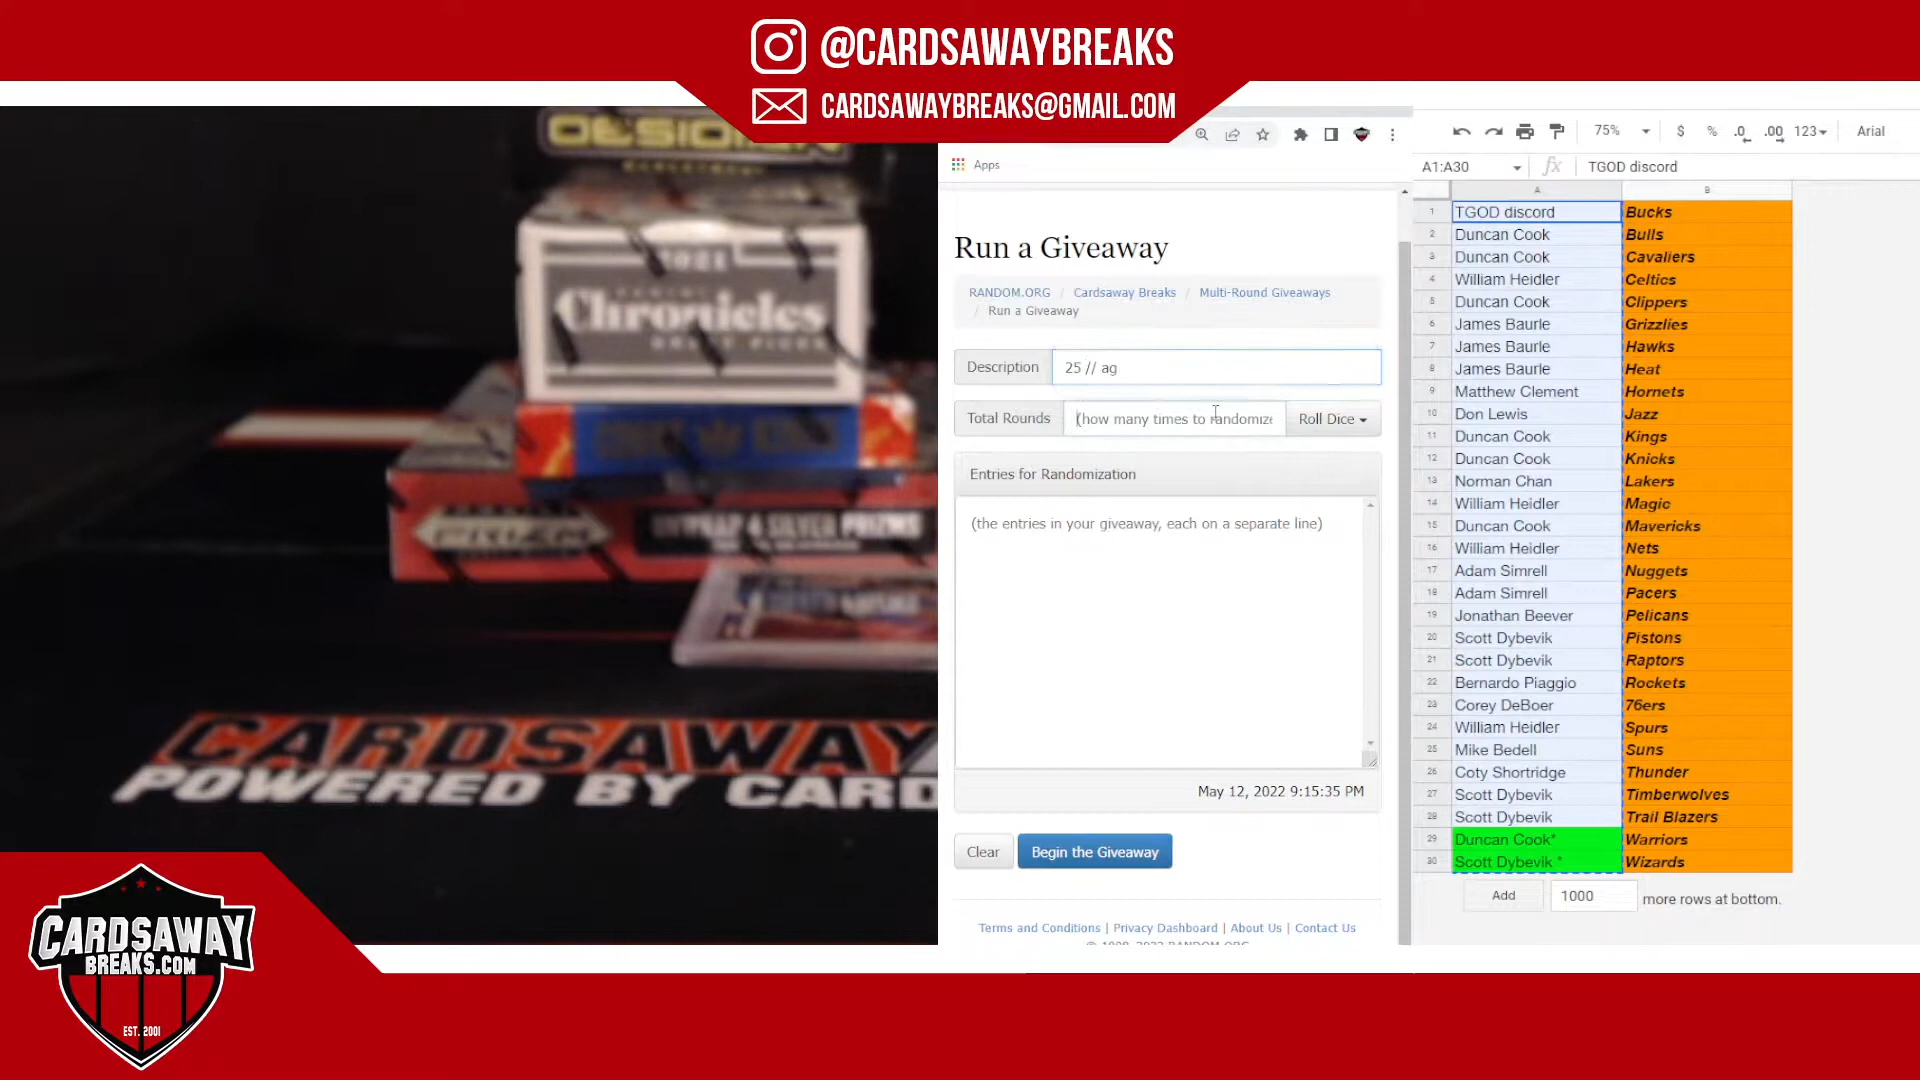 @CARDSAWAYBREAKS
CARDSAWAYBREAKS@GMAIL.COM
OBSIDIAN
2021
PANINI
Chronicles
DRAFT PICKS
PRIZM
UNWRAP 4 SILVER PRIZMS
CARDSAWAY
POWERED BY CARD
CARDSAWAY
BREAKS.COM
EST. 2001
Apps
Run a Giveaway
RANDOM.ORG / Cardsaway Breaks / Multi-Round Giveaways
/ Run a Giveaway
Description 25 // ag
Total Rounds (how many times to randomize Roll Dice
Entries for Randomization
(the entries in your giveaway, each on a separate line)
May 12, 2022 9:15:35 PM
Clear Begin the Giveaway
Terms and Conditions | Privacy Dashboard | About Us | Contact Us
75% $ % .0 .00 123 Arial
A1:A30 fx TGOD discord
A B
1 TGOD discord Bucks
2 Duncan Cook Bulls
3 Duncan Cook Cavaliers
4 William Heidler Celtics
5 Duncan Cook Clippers
6 James Baurle Grizzlies
7 James Baurle Hawks
8 James Baurle Heat
9 Matthew Clement Hornets
10 Don Lewis Jazz
11 Duncan Cook Kings
12 Duncan Cook Knicks
13 Norman Chan Lakers
14 William Heidler Magic
15 Duncan Cook Mavericks
16 William Heidler Nets
17 Adam Simrell Nuggets
18 Adam Simrell Pacers
19 Jonathan Beever Pelicans
20 Scott Dybevik Pistons
21 Scott Dybevik Raptors
22 Bernardo Piaggio Rockets
23 Corey DeBoer 76ers
24 William Heidler Spurs
25 Mike Bedell Suns
26 Coty Shortridge Thunder
27 Scott Dybevik Timberwolves
28 Scott Dybevik Trail Blazers
29 Duncan Cook* Warriors
30 Scott Dybevik * Wizards
Add 1000 more rows at bottom.